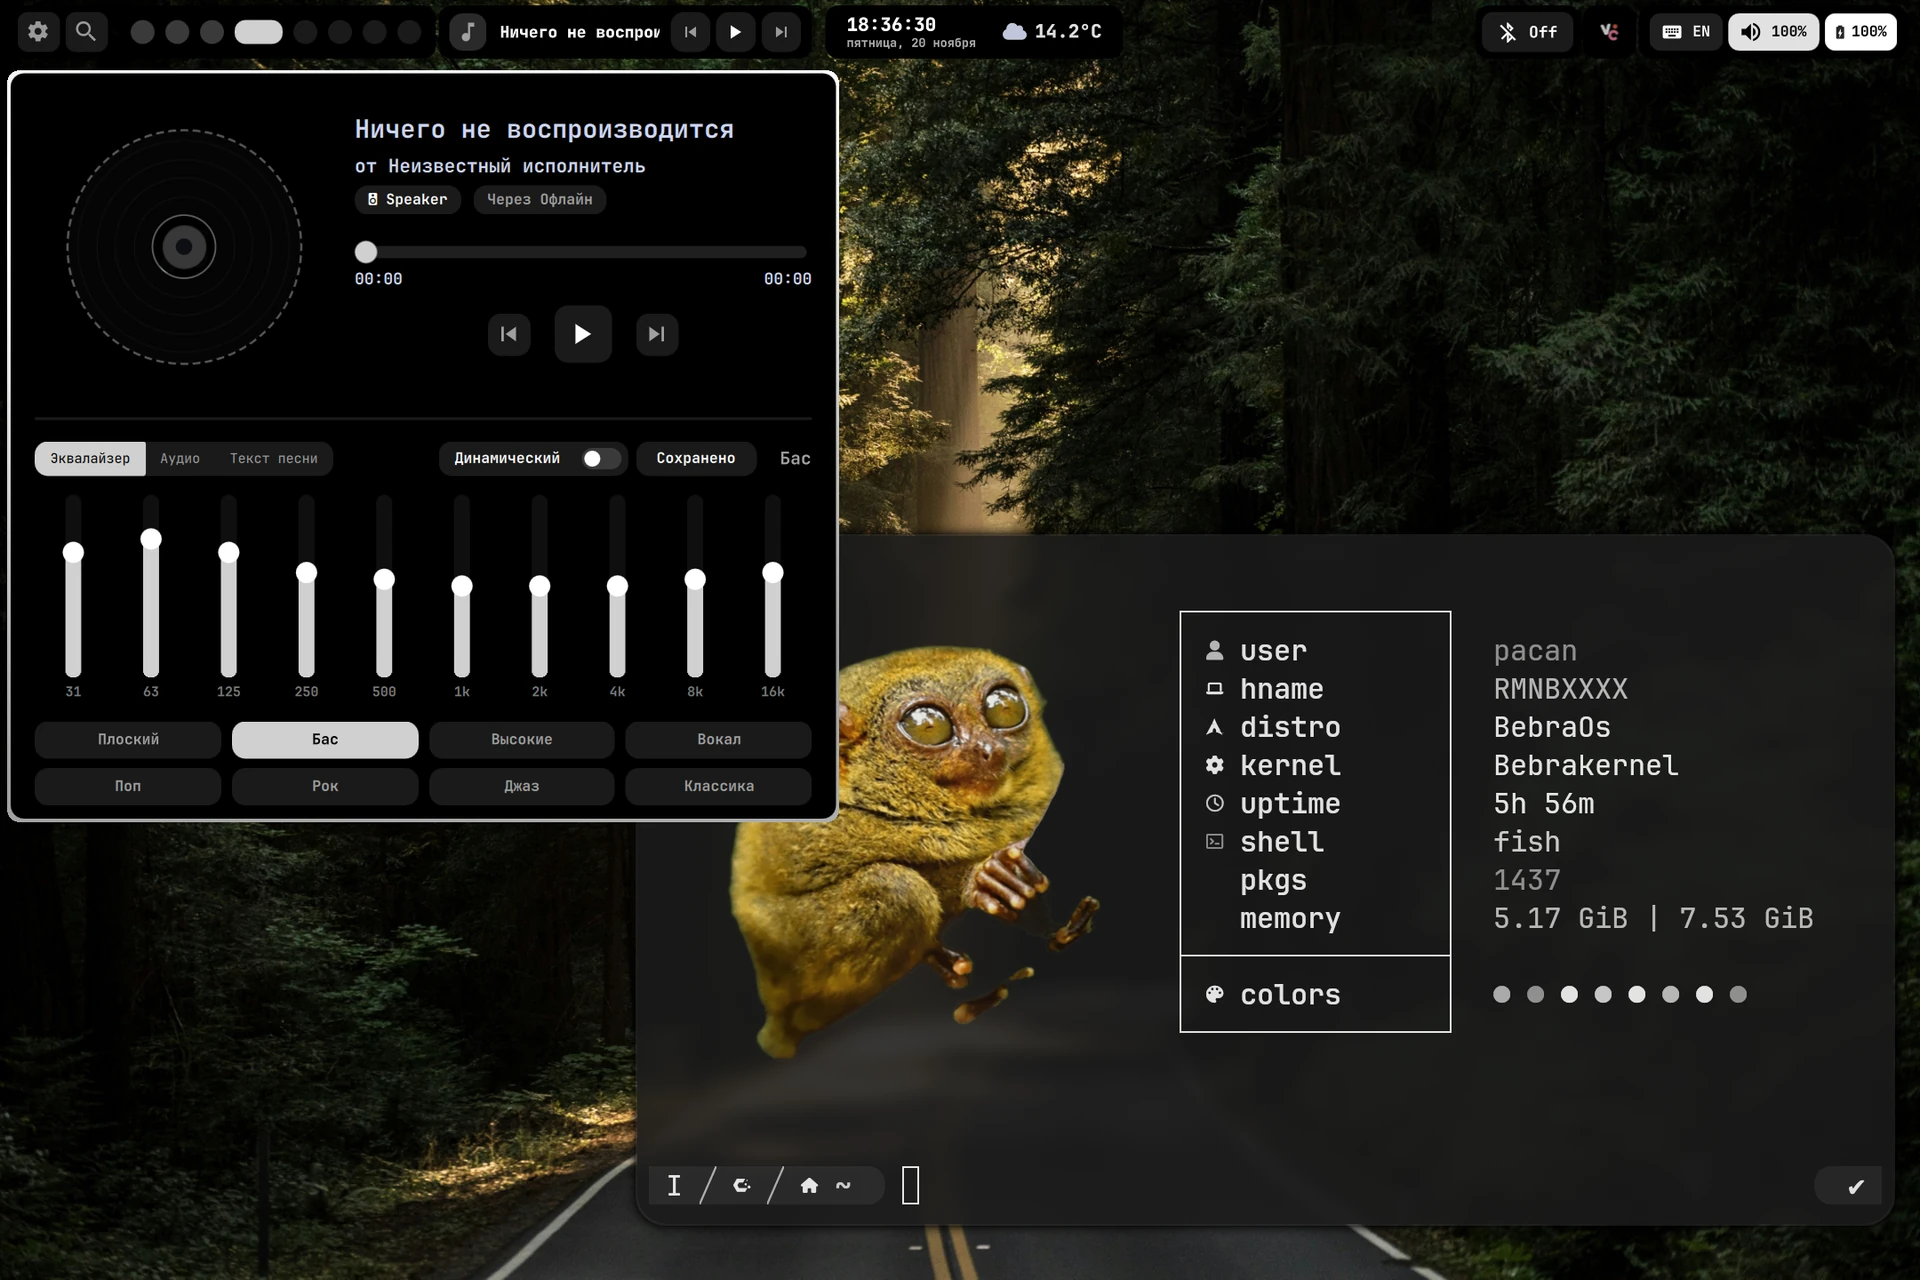 Ничего не воспрои
18:36:30
пятница, 20 ноября
14.2°C
Off
EN
100%
100%
Ничего не воспроизводится
от Неизвестный исполнитель
Speaker
Через Офлайн
00:00
00:00
Эквалайзер
Аудио
Текст песни
Динамический
Сохранено
Бас
31 63 125 250 500 1k 2k 4k 8k 16k
Плоский
Бас
Высокие
Вокал
Поп
Рок
Джаз
Классика
user pacan
hname RMNBXXXX
distro BebraOs
kernel Bebrakernel
uptime 5h 56m
shell fish
pkgs 1437
memory 5.17 GiB | 7.53 GiB
colors
~